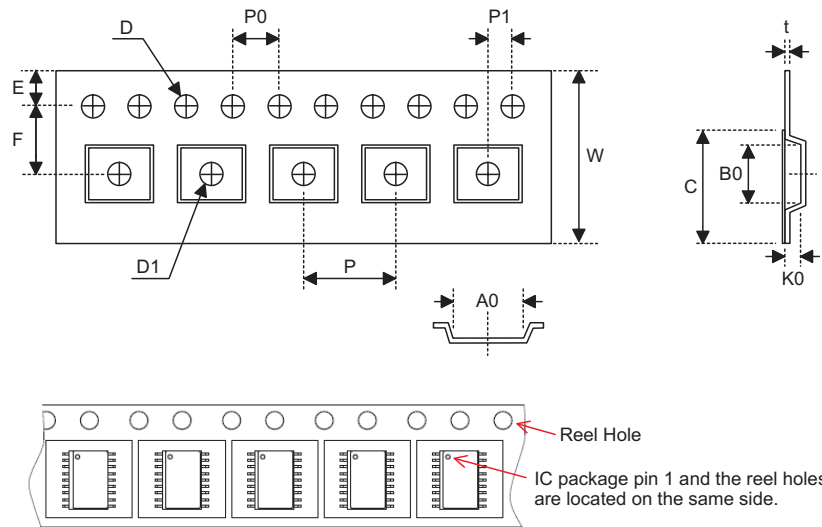 D
P0
P1
t
E
F
W
C
B0
D1
P
K0
A0
Reel Hole
IC package pin 1 and the reel holes
are located on the same side.